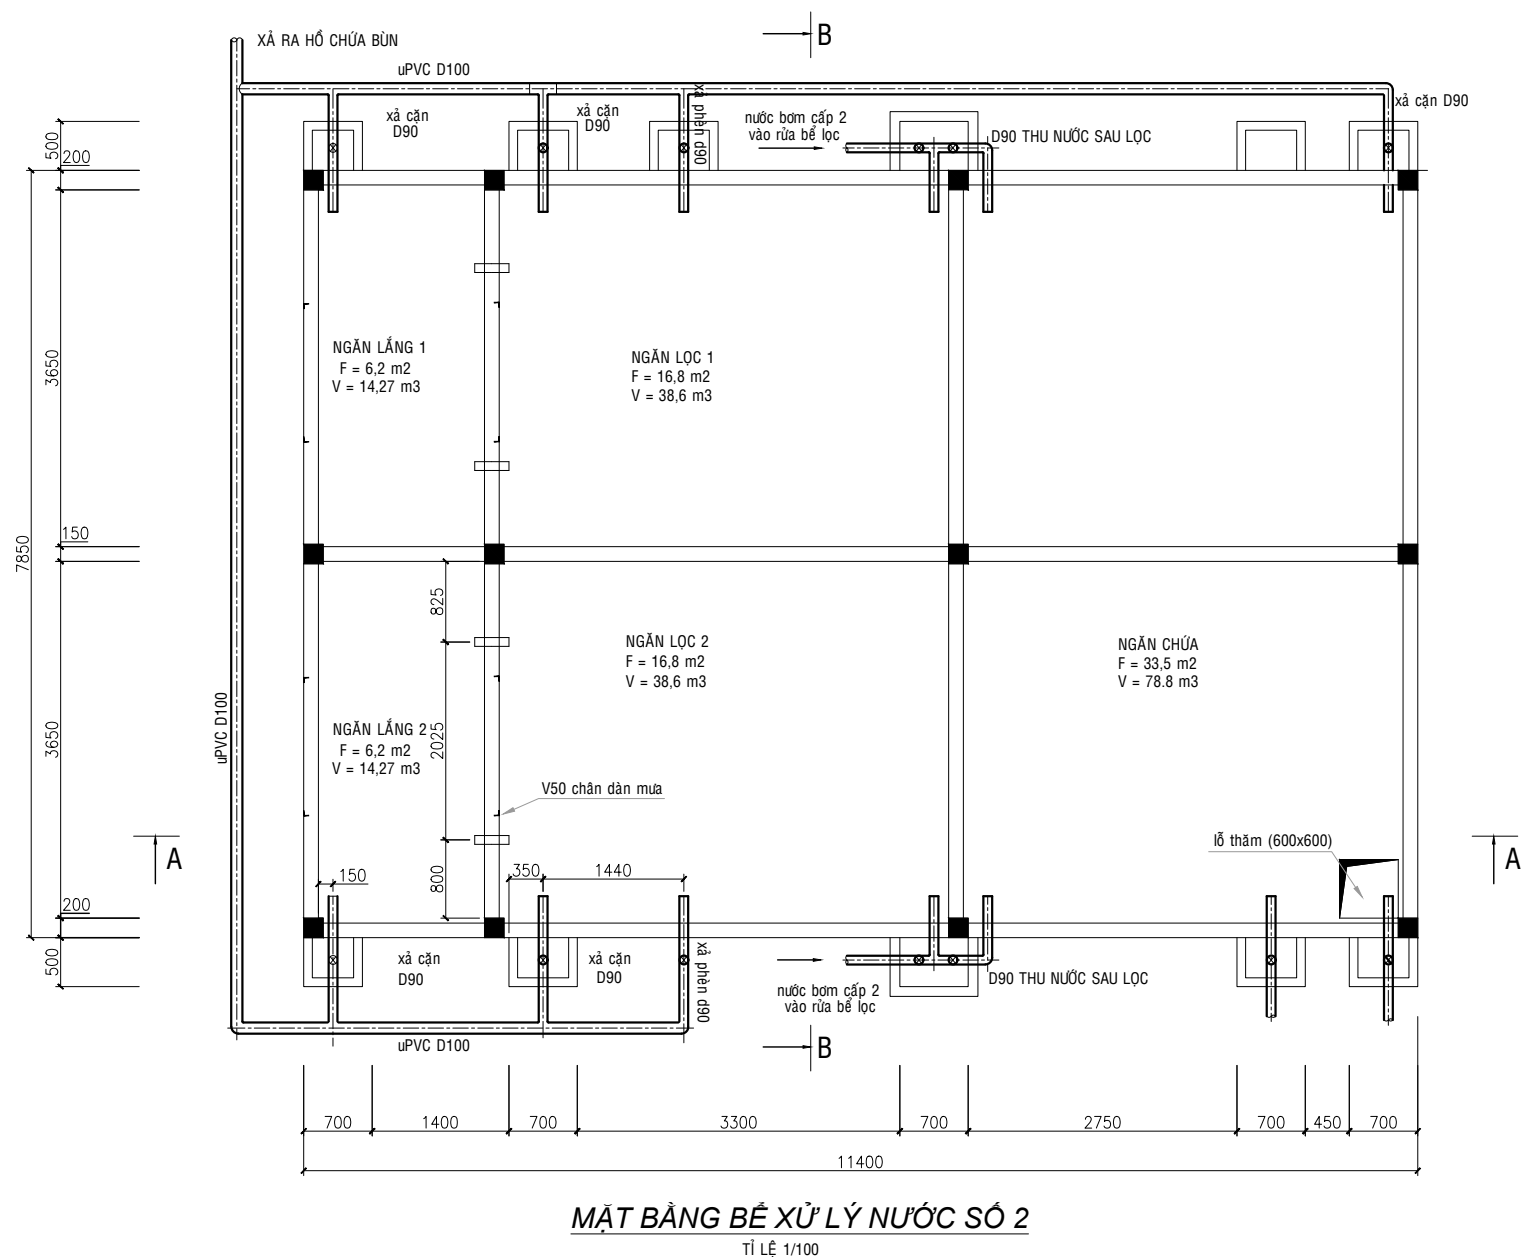 B
XẢ RA HỒ CHỨA BÙN
uPVC D100
xả cặn D90
xả cặn
D90
xả cặn
D90
xả phèn d90
nước bơm cấp 2
vào rửa bể lọc
D90 THU NƯỚC SAU LỌC
500
200
3650
150
7850
3650
200
500
NGĂN LẮNG 1
F = 6,2 m2
V = 14,27 m3
NGĂN LỌC 1
F = 16,8 m2
V = 38,6 m3
825
2025
800
NGĂN LỌC 2
F = 16,8 m2
V = 38,6 m3
NGĂN CHỨA
F = 33,5 m2
V = 78.8 m3
uPVC D100
NGĂN LẮNG 2
F = 6,2 m2
V = 14,27 m3
V50 chân dàn mưa
lỗ thăm (600x600)
A
A
150
350
1440
xả cặn
D90
xả cặn
D90
xả phèn d90
nước bơm cấp 2
vào rửa bể lọc
D90 THU NƯỚC SAU LỌC
uPVC D100
B
700
1400
700
3300
700
2750
700
450
700
11400
MẶT BẰNG BỂ XỬ LÝ NƯỚC SỐ 2
TỈ LỆ 1/100